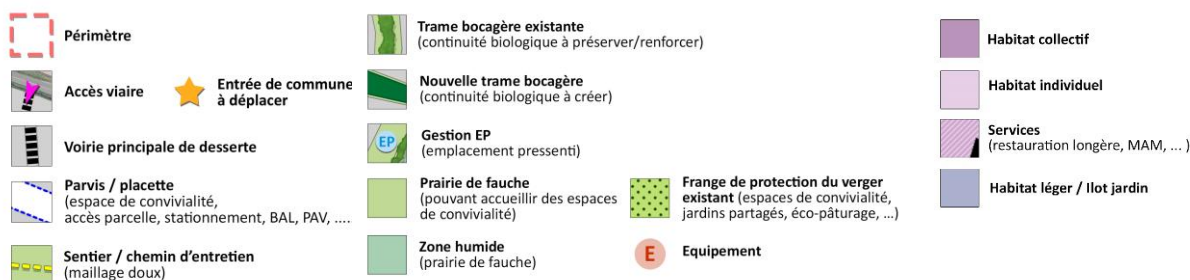 Périmètre
Accès viaire
Entrée de commune
à déplacer
Voirie principale de desserte
Parvis / placette
(espace de convivialité,
accès parcelle, stationnement, BAL, PAV, ....
Sentier / chemin d'entretien
(maillage doux)
Trame bocagère existante
(continuité biologique à préserver/renforcer)
Nouvelle trame bocagère
(continuité biologique à créer)
EP
Gestion EP
(emplacement pressenti)
Prairie de fauche
(pouvant accueillir des espaces
de convivialité)
Zone humide
(prairie de fauche)
Frange de protection du verger
existant (espaces de convivialité,
jardins partagés, éco-pâturage, ...)
E
Equipement
Habitat collectif
Habitat individuel
Services
(restauration longère, MAM, ... )
Habitat léger / Ilot jardin